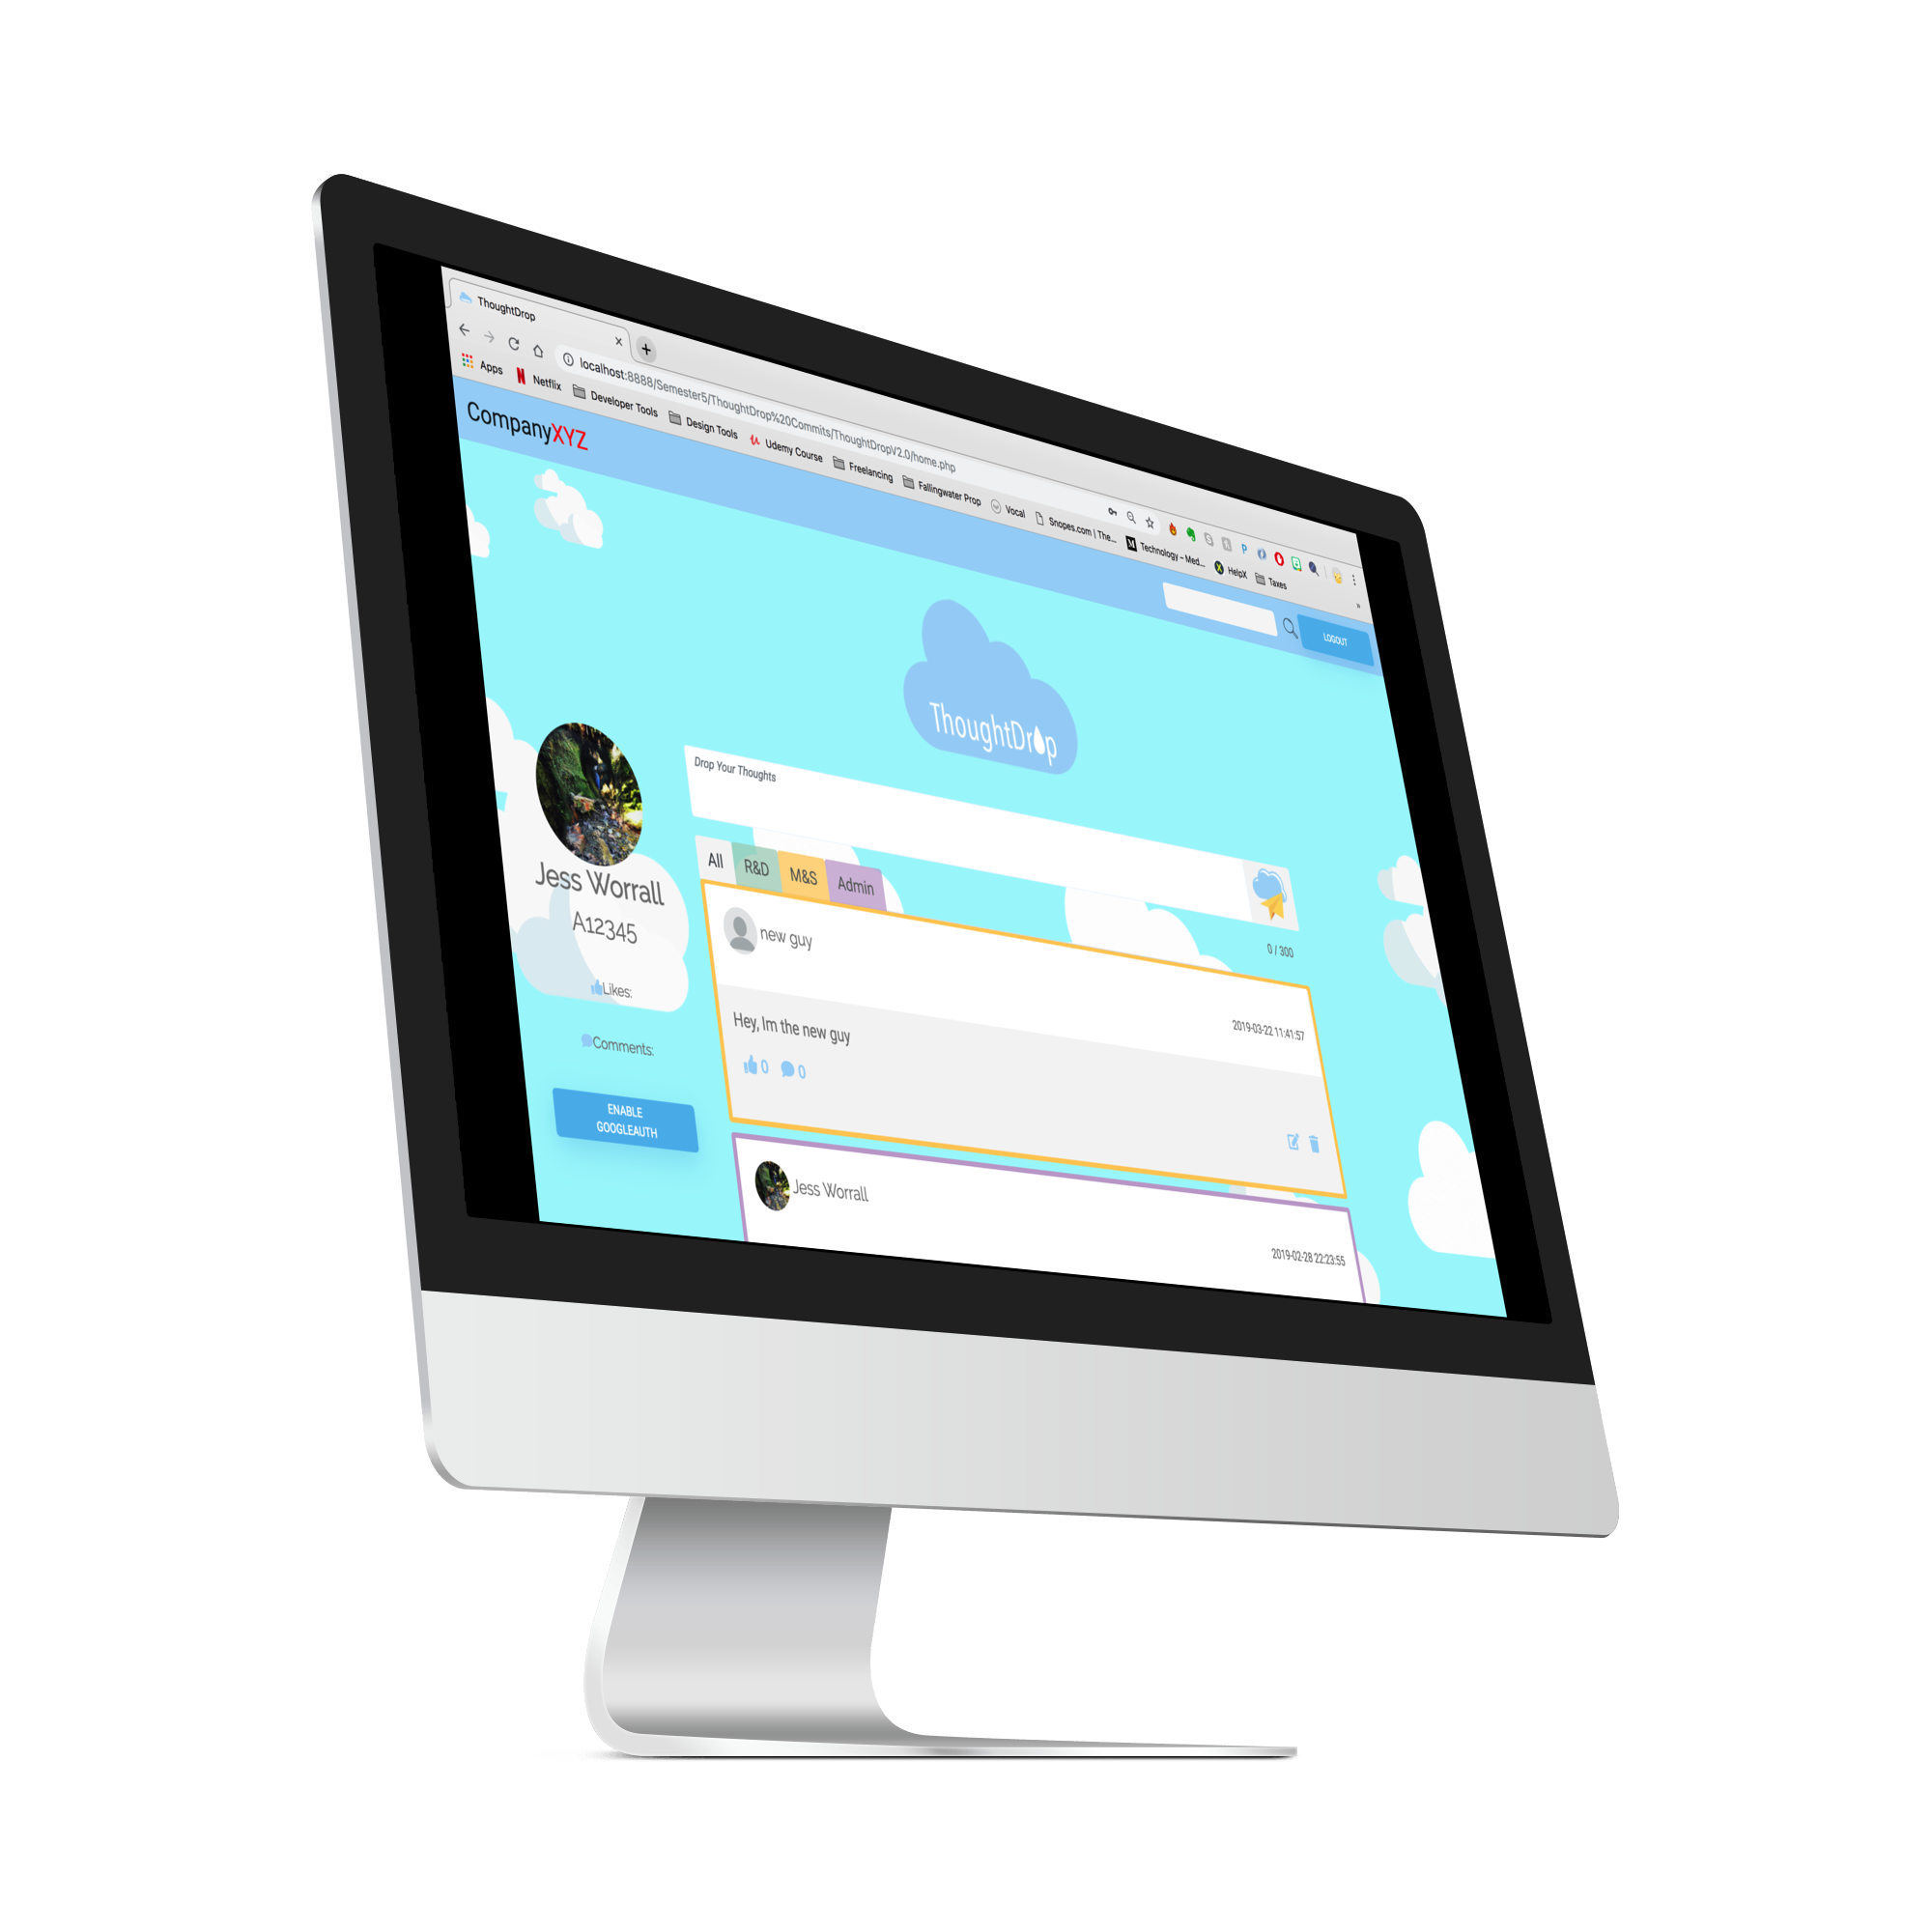 ThoughtDrop
localhost:8888/Semester5/ThoughtDrop%20Commits/ThoughtDropV2.0/home.php
Apps Netflix Developer Tools Design Tools Udemy Course Freelancing Fallingwater Prop Vocal Snopes.com | The... Technology – Med... HelpX Taxes »
CompanyXYZ
LOGOUT
ThoughtDrop
Jess Worrall
A12345
Likes:
Comments:
ENABLE
GOOGLEAUTH
Drop Your Thoughts
0 / 300
All R&D M&S Admin
new guy
2019-03-22 11:41:57
Hey, Im the new guy
0 0
Jess Worrall
2019-02-28 22:23:55